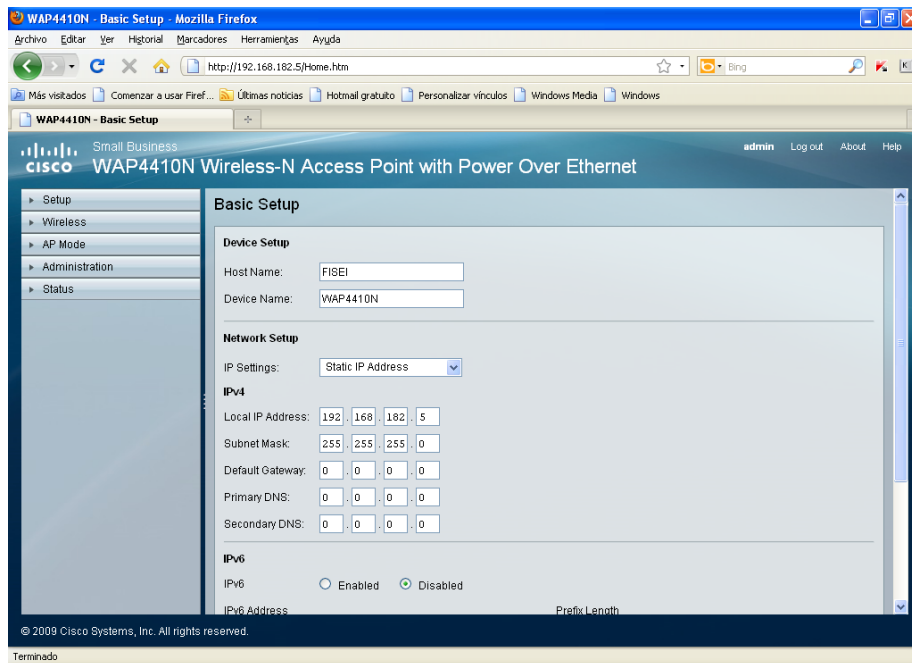 WAP4410N - Basic Setup - Mozilla Firefox
Archivo Editar Ver Historial Marcadores Herramientas Ayuda
http://192.168.182.5/Home.htm Bing
Más visitados Comenzar a usar Firef... Últimas noticias Hotmail gratuito Personalizar vínculos Windows Media Windows
WAP4410N - Basic Setup
Small Business
CISCO WAP4410N Wireless-N Access Point with Power Over Ethernet
admin Log out About Help
Setup
Wireless
AP Mode
Administration
Status
Basic Setup
Device Setup
Host Name: FISEI
Device Name: WAP4410N
Network Setup
IP Settings: Static IP Address
IPv4
Local IP Address: 192 . 168 . 182 . 5
Subnet Mask: 255 . 255 . 255 . 0
Default Gateway: 0 . 0 . 0 . 0
Primary DNS: 0 . 0 . 0 . 0
Secondary DNS: 0 . 0 . 0 . 0
IPv6
IPv6 Enabled Disabled
IPv6 Address Prefix Length
© 2009 Cisco Systems, Inc. All rights reserved.
Terminado